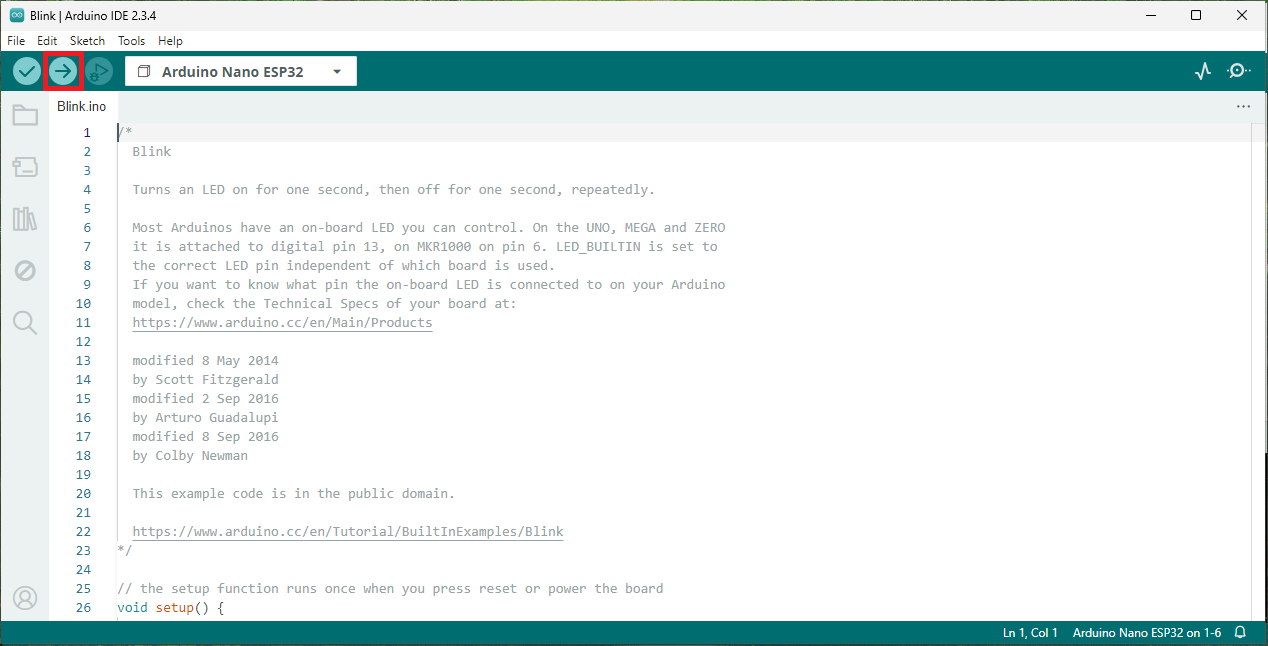 Blink | Arduino IDE 2.3.4
File Edit Sketch Tools Help
Arduino Nano ESP32
Blink.ino
1 /*
2 Blink
3
4 Turns an LED on for one second, then off for one second, repeatedly.
5
6 Most Arduinos have an on-board LED you can control. On the UNO, MEGA and ZERO
7 it is attached to digital pin 13, on MKR1000 on pin 6. LED_BUILTIN is set to
8 the correct LED pin independent of which board is used.
9 If you want to know what pin the on-board LED is connected to on your Arduino
10 model, check the Technical Specs of your board at:
11 https://www.arduino.cc/en/Main/Products
12
13 modified 8 May 2014
14 by Scott Fitzgerald
15 modified 2 Sep 2016
16 by Arturo Guadalupi
17 modified 8 Sep 2016
18 by Colby Newman
19
20 This example code is in the public domain.
21
22 https://www.arduino.cc/en/Tutorial/BuiltInExamples/Blink
23 */
24
25 // the setup function runs once when you press reset or power the board
26 void setup() {
Ln 1, Col 1 Arduino Nano ESP32 on 1-6